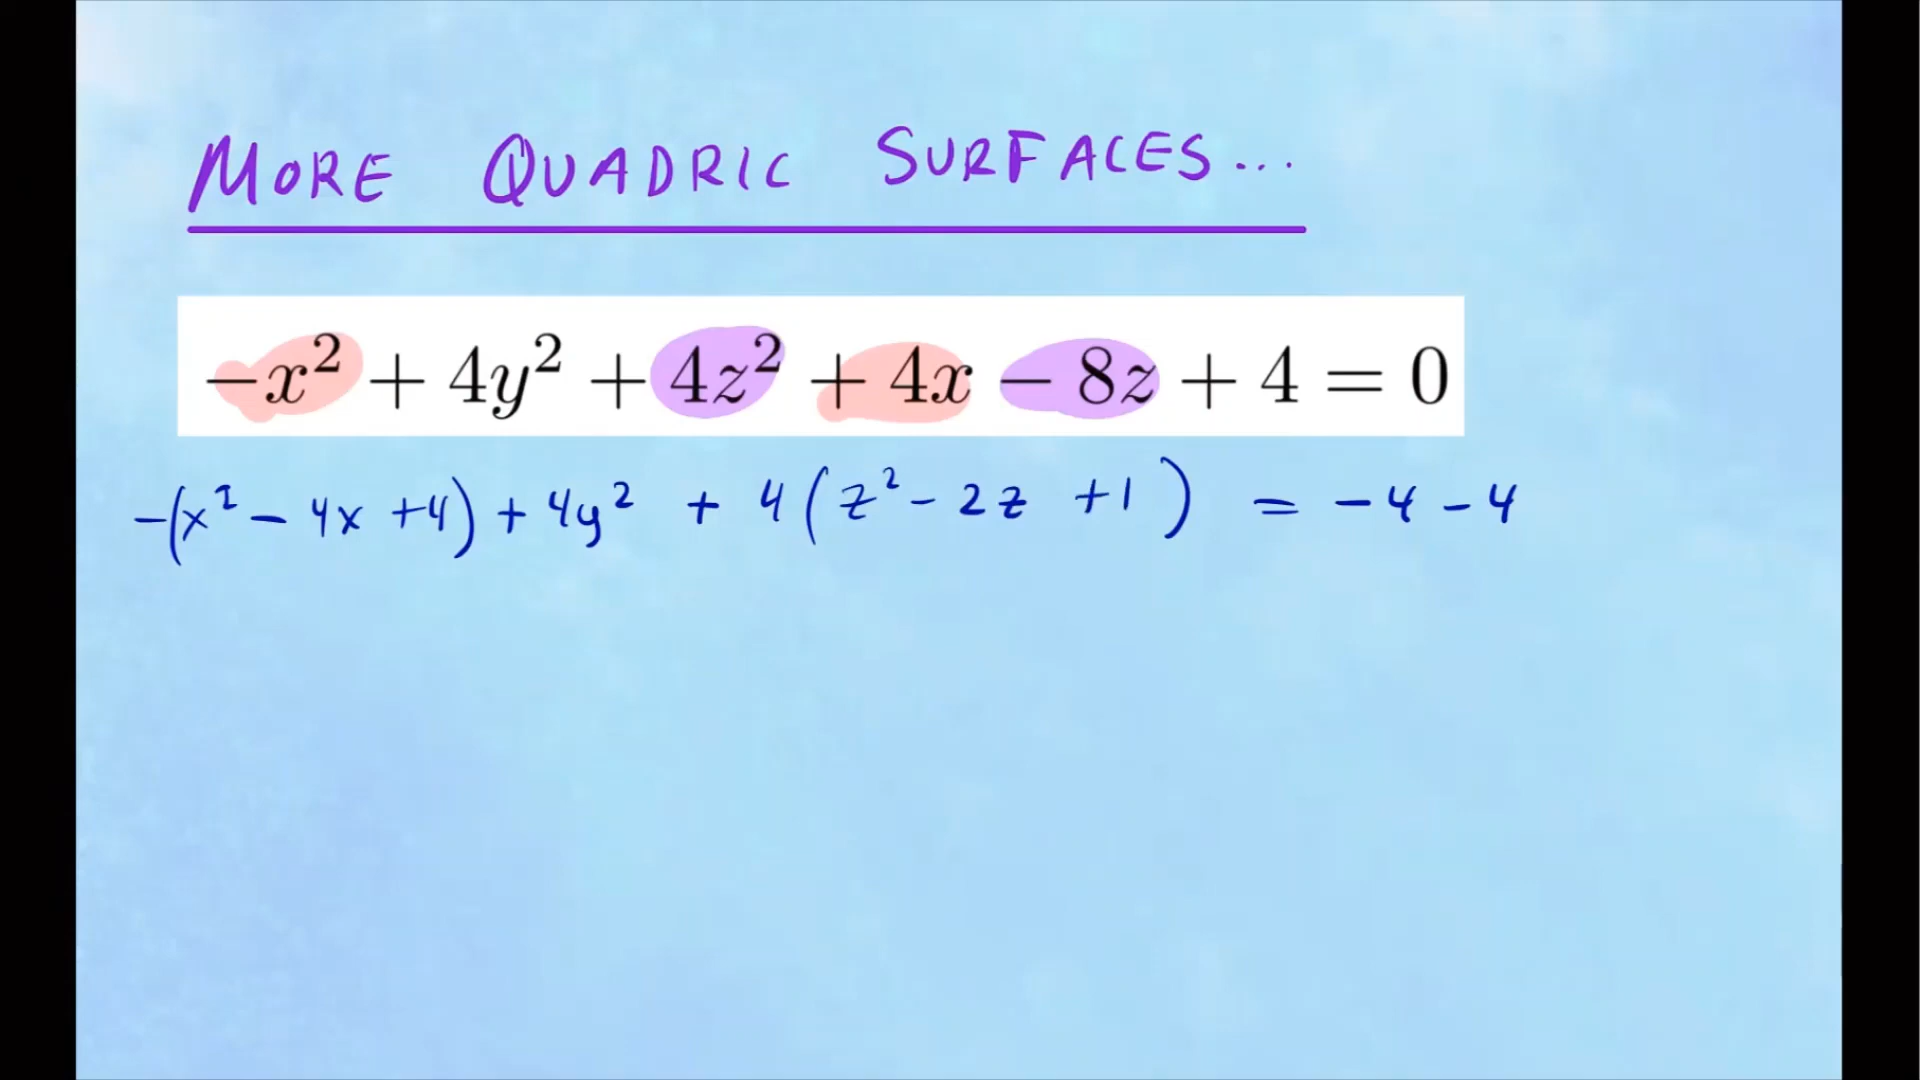 MORE QUADRIC SURFACES...
−x² + 4y² + 4z² + 4x − 8z + 4 = 0
-(x² - 4x +4) + 4y² + 4(z² - 2z +1) = -4 - 4